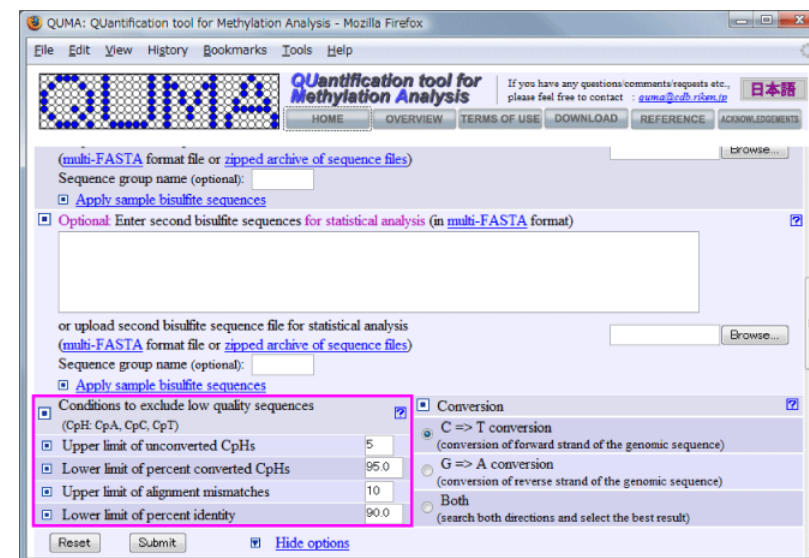 QUMA: QUantification tool for Methylation Analysis - Mozilla Firefox
File Edit View History Bookmarks Tools Help
QUMA
QUantification tool for
Methylation Analysis
If you have any questions/comments/requests etc.,
please feel free to contact : quma@cdb.riken.jp
日本語
HOME OVERVIEW TERMS OF USE DOWNLOAD REFERENCE ACKNOWLEDGEMENTS
(multi-FASTA format file or zipped archive of sequence files)
Browse...
Sequence group name (optional):
Apply sample bisulfite sequences
Optional: Enter second bisulfite sequences for statistical analysis (in multi-FASTA format) ?
or upload second bisulfite sequence file for statistical analysis
(multi-FASTA format file or zipped archive of sequence files)
Browse...
Sequence group name (optional):
Apply sample bisulfite sequences
Conditions to exclude low quality sequences ?
(CpH: CpA, CpC, CpT)
Upper limit of unconverted CpHs 5
Lower limit of percent converted CpHs 95.0
Upper limit of alignment mismatches 10
Lower limit of percent identity 90.0
Conversion ?
C => T conversion
(conversion of forward strand of the genomic sequence)
G => A conversion
(conversion of reverse strand of the genomic sequence)
Both
(search both directions and select the best result)
Reset Submit Hide options